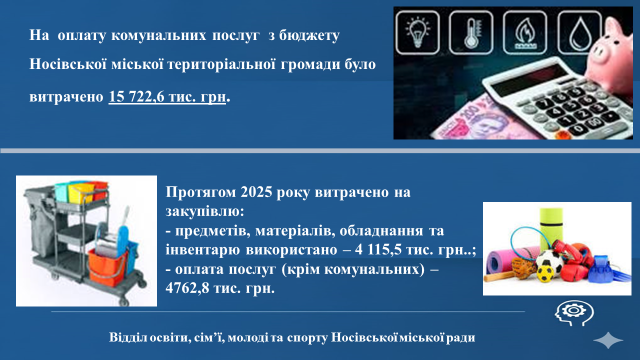 На оплату комунальних послуг з бюджету
Носівської міської територіальної громади було
витрачено 15 722,6 тис. грн.
Протягом 2025 року витрачено на
закупівлю:
- предметів, матеріалів, обладнання та
інвентарю використано – 4 115,5 тис. грн..;
- оплата послуг (крім комунальних) –
4762,8 тис. грн.
Відділ освіти, сім’ї, молоді та спорту Носівської міської ради